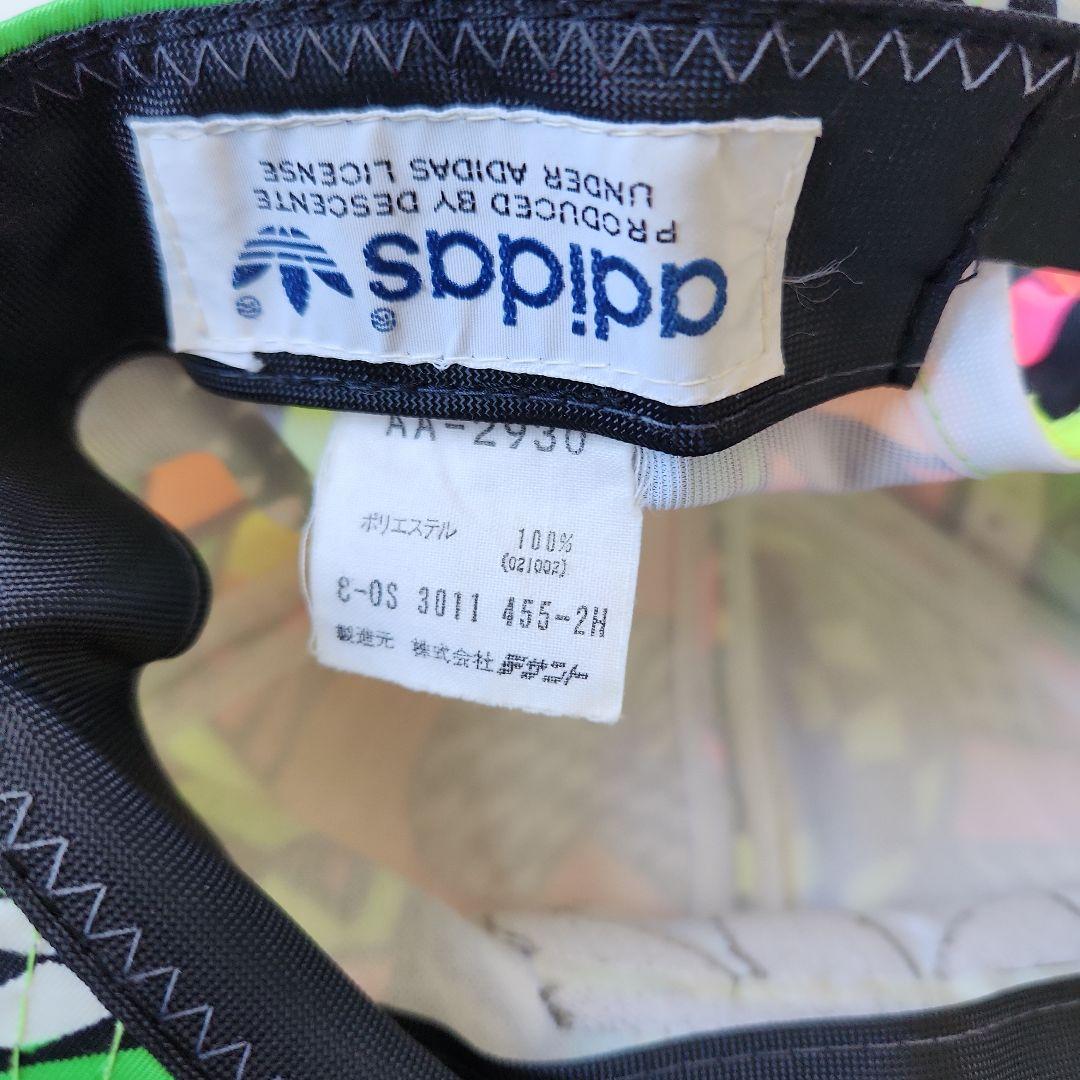 adidas®
PRODUCED BY DESCENTE
UNDER ADIDAS LICENSE
AA-2930
ポリエステル 100%
(021002)
8-OS 3011 455-2H
製造元 株式会社デサント